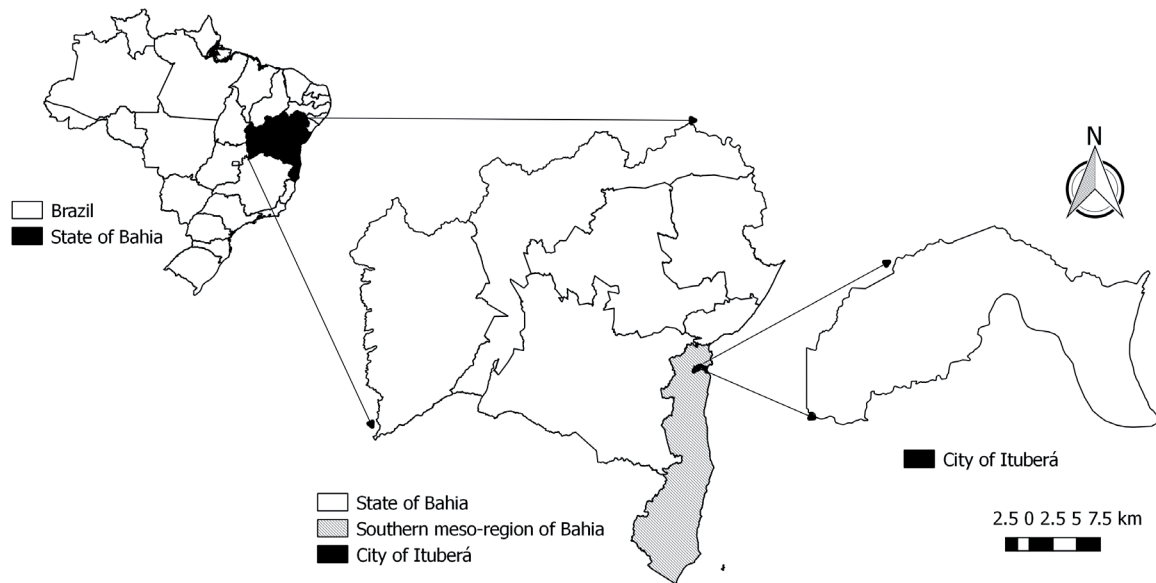 N
Brazil
State of Bahia
State of Bahia
Southern meso-region of Bahia
City of Ituberá
City of Ituberá
2.5 0 2.5 5 7.5 km